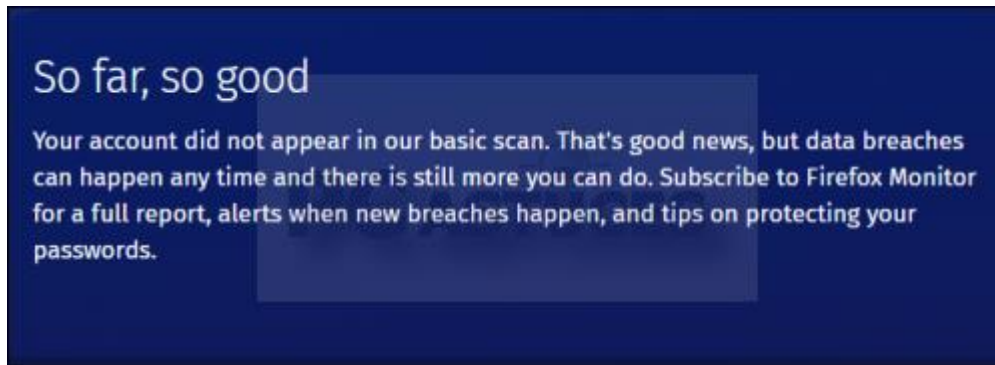 So far, so good
Your account did not appear in our basic scan. That's good news, but data breaches
can happen any time and there is still more you can do. Subscribe to Firefox Monitor
for a full report, alerts when new breaches happen, and tips on protecting your
passwords.